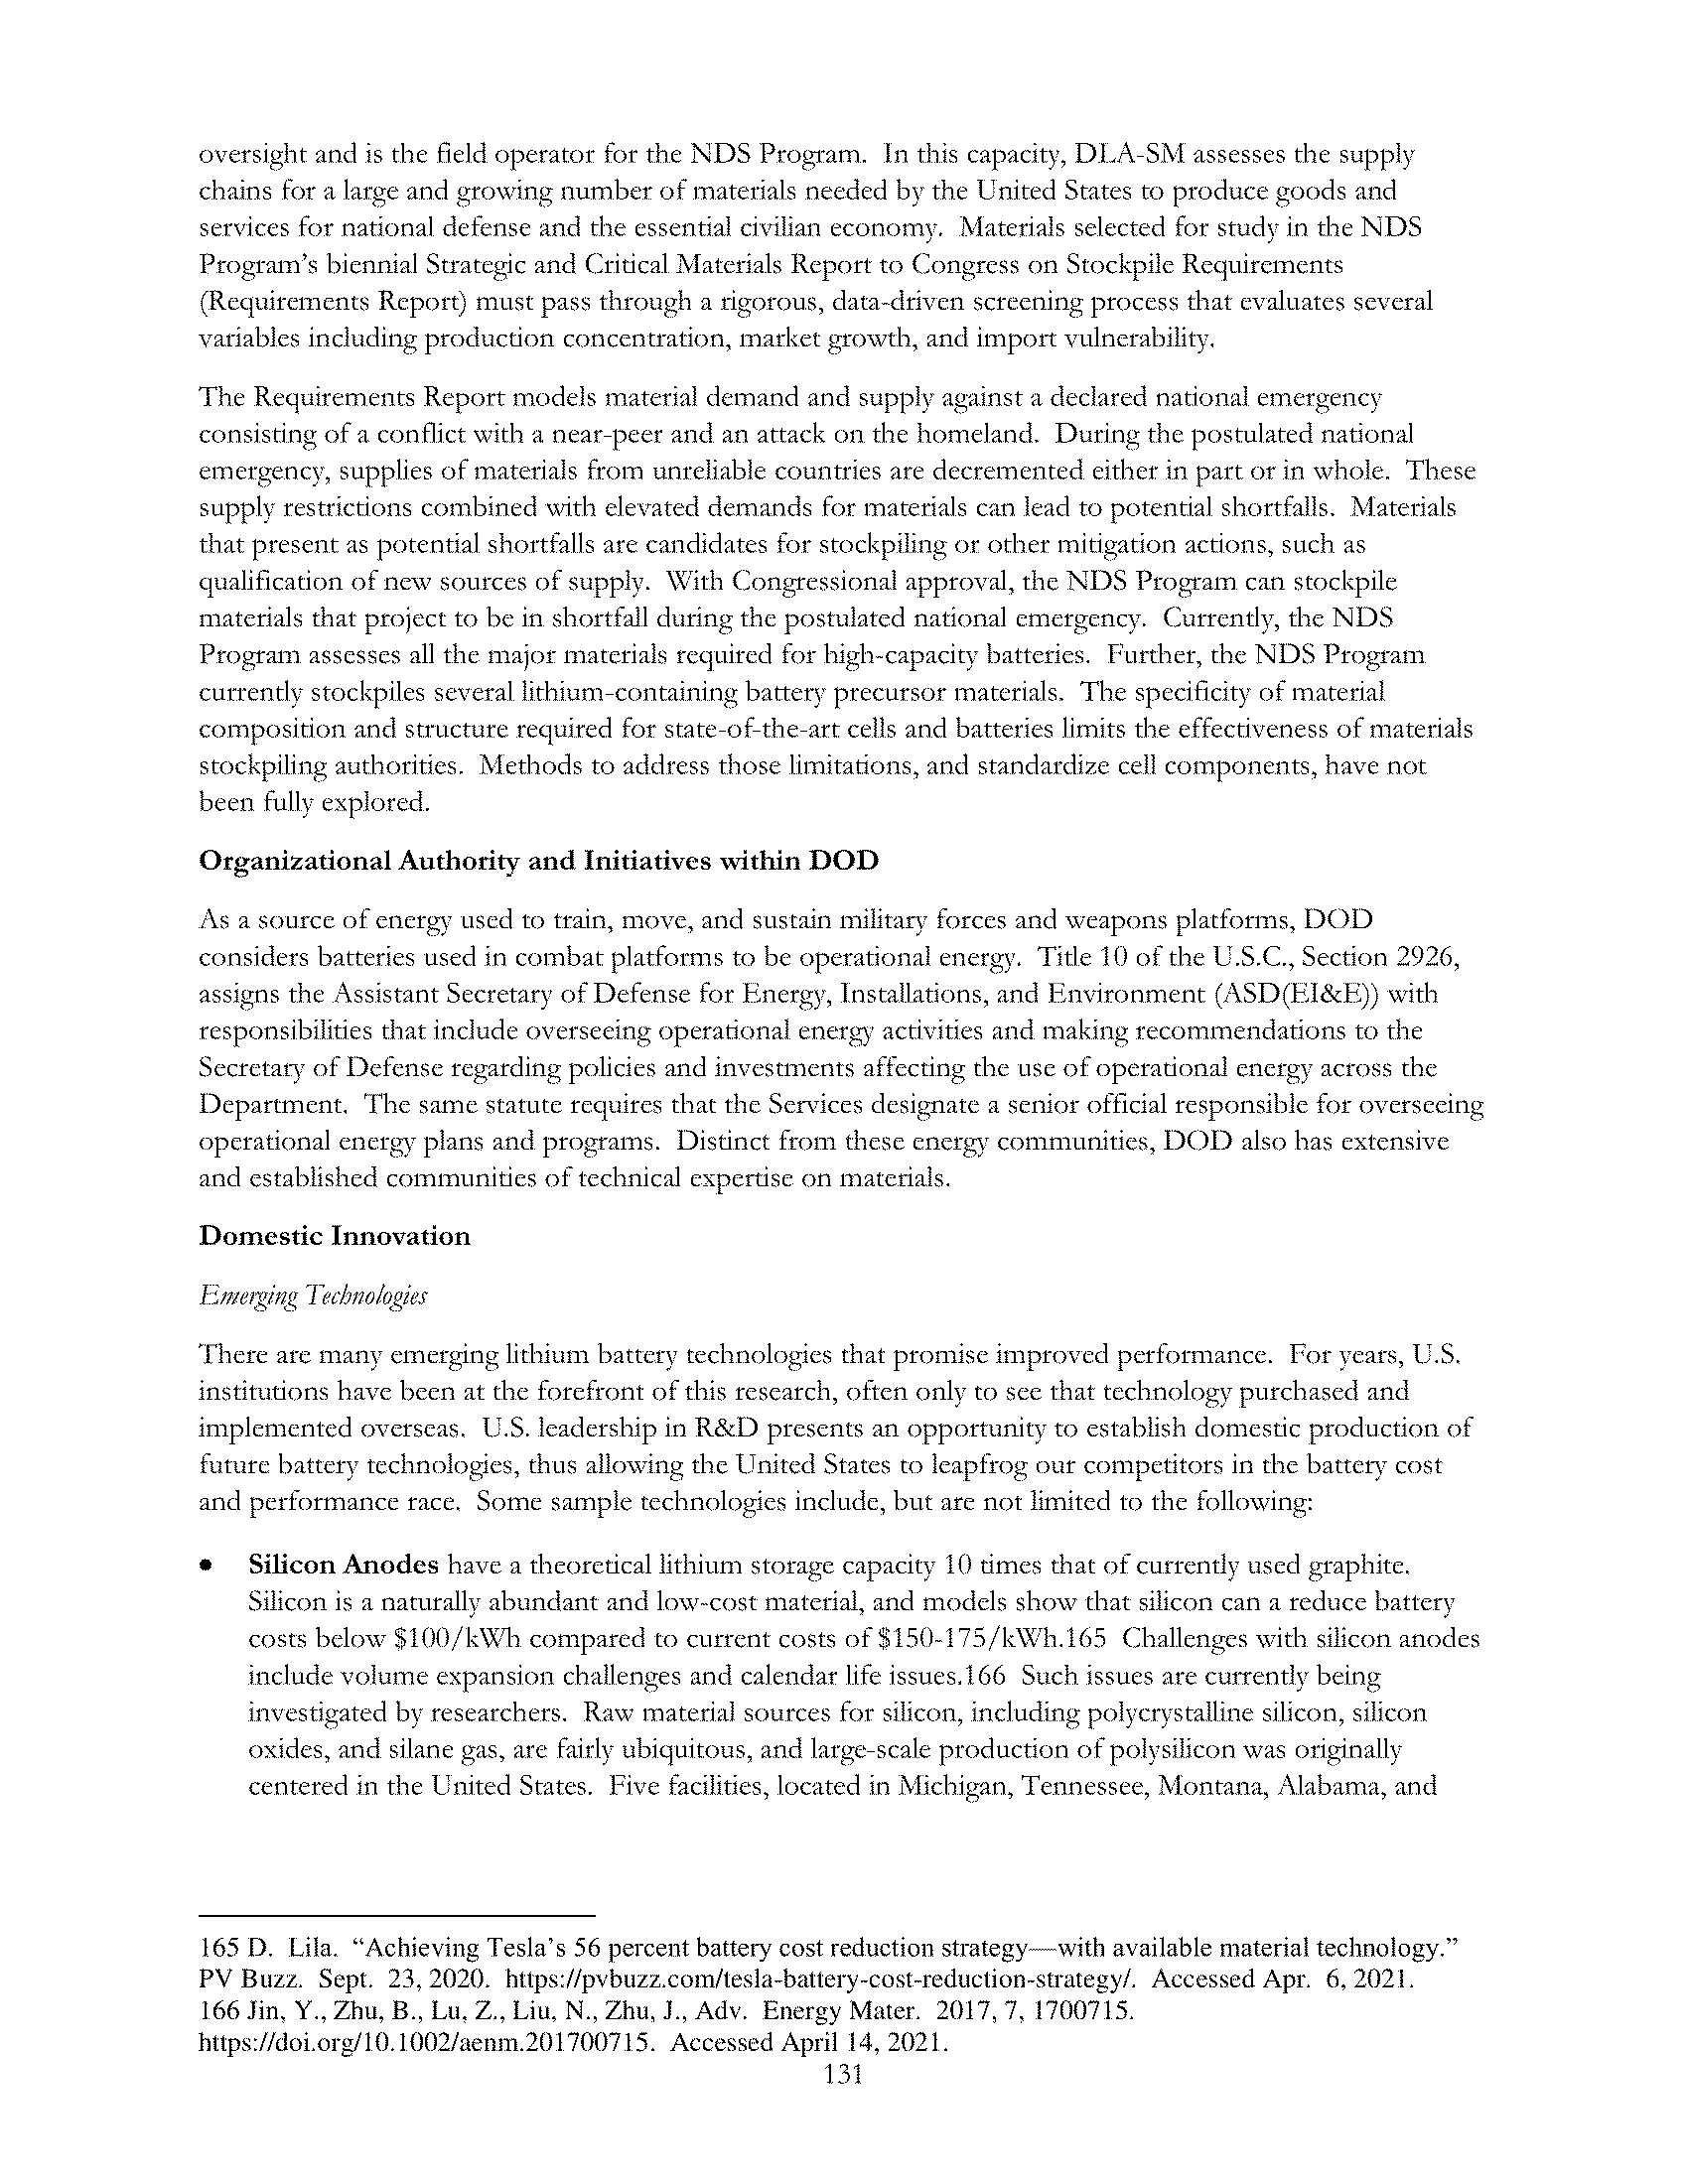 oversight and is the field operator for the NDS Program.  In this capacity, DLA-SM assesses the supply
chains for a large and growing number of materials needed by the United States to produce goods and
services for national defense and the essential civilian economy.  Materials selected for study in the NDS
Program's biennial Strategic and Critical Materials Report to Congress on Stockpile Requirements
(Requirements Report) must pass through a rigorous, data-driven screening process that evaluates several
variables including production concentration, market growth, and import vulnerability.
The Requirements Report models material demand and supply against a declared national emergency
consisting of a conflict with a near-peer and an attack on the homeland.  During the postulated national
emergency, supplies of materials from unreliable countries are decremented either in part or in whole.  These
supply restrictions combined with elevated demands for materials can lead to potential shortfalls.  Materials
that present as potential shortfalls are candidates for stockpiling or other mitigation actions, such as
qualification of new sources of supply.  With Congressional approval, the NDS Program can stockpile
materials that project to be in shortfall during the postulated national emergency.  Currently, the NDS
Program assesses all the major materials required for high-capacity batteries.  Further, the NDS Program
currently stockpiles several lithium-containing battery precursor materials.  The specificity of material
composition and structure required for state-of-the-art cells and batteries limits the effectiveness of materials
stockpiling authorities.  Methods to address those limitations, and standardize cell components, have not
been fully explored.
Organizational Authority and Initiatives within DOD
As a source of energy used to train, move, and sustain military forces and weapons platforms, DOD
considers batteries used in combat platforms to be operational energy.  Title 10 of the U.S.C., Section 2926,
assigns the Assistant Secretary of Defense for Energy, Installations, and Environment (ASD(EI&E)) with
responsibilities that include overseeing operational energy activities and making recommendations to the
Secretary of Defense regarding policies and investments affecting the use of operational energy across the
Department.  The same statute requires that the Services designate a senior official responsible for overseeing
operational energy plans and programs.  Distinct from these energy communities, DOD also has extensive
and established communities of technical expertise on materials.
Domestic Innovation
Emerging Technologies
There are many emerging lithium battery technologies that promise improved performance.  For years, U.S.
institutions have been at the forefront of this research, often only to see that technology purchased and
implemented overseas.  U.S. leadership in R&D presents an opportunity to establish domestic production of
future battery technologies, thus allowing the United States to leapfrog our competitors in the battery cost
and performance race.  Some sample technologies include, but are not limited to the following:
• Silicon Anodes have a theoretical lithium storage capacity 10 times that of currently used graphite.
Silicon is a naturally abundant and low-cost material, and models show that silicon can a reduce battery
costs below $100/kWh compared to current costs of $150-175/kWh.165  Challenges with silicon anodes
include volume expansion challenges and calendar life issues.166  Such issues are currently being
investigated by researchers.  Raw material sources for silicon, including polycrystalline silicon, silicon
oxides, and silane gas, are fairly ubiquitous, and large-scale production of polysilicon was originally
centered in the United States.  Five facilities, located in Michigan, Tennessee, Montana, Alabama, and
165 D.  Lila.  “Achieving Tesla’s 56 percent battery cost reduction strategy—with available material technology.”
PV Buzz.  Sept.  23, 2020.  https://pvbuzz.com/tesla-battery-cost-reduction-strategy/.  Accessed Apr.  6, 2021.
166 Jin, Y., Zhu, B., Lu, Z., Liu, N., Zhu, J., Adv.  Energy Mater.  2017, 7, 1700715.
https://doi.org/10.1002/aenm.201700715.  Accessed April 14, 2021.
131